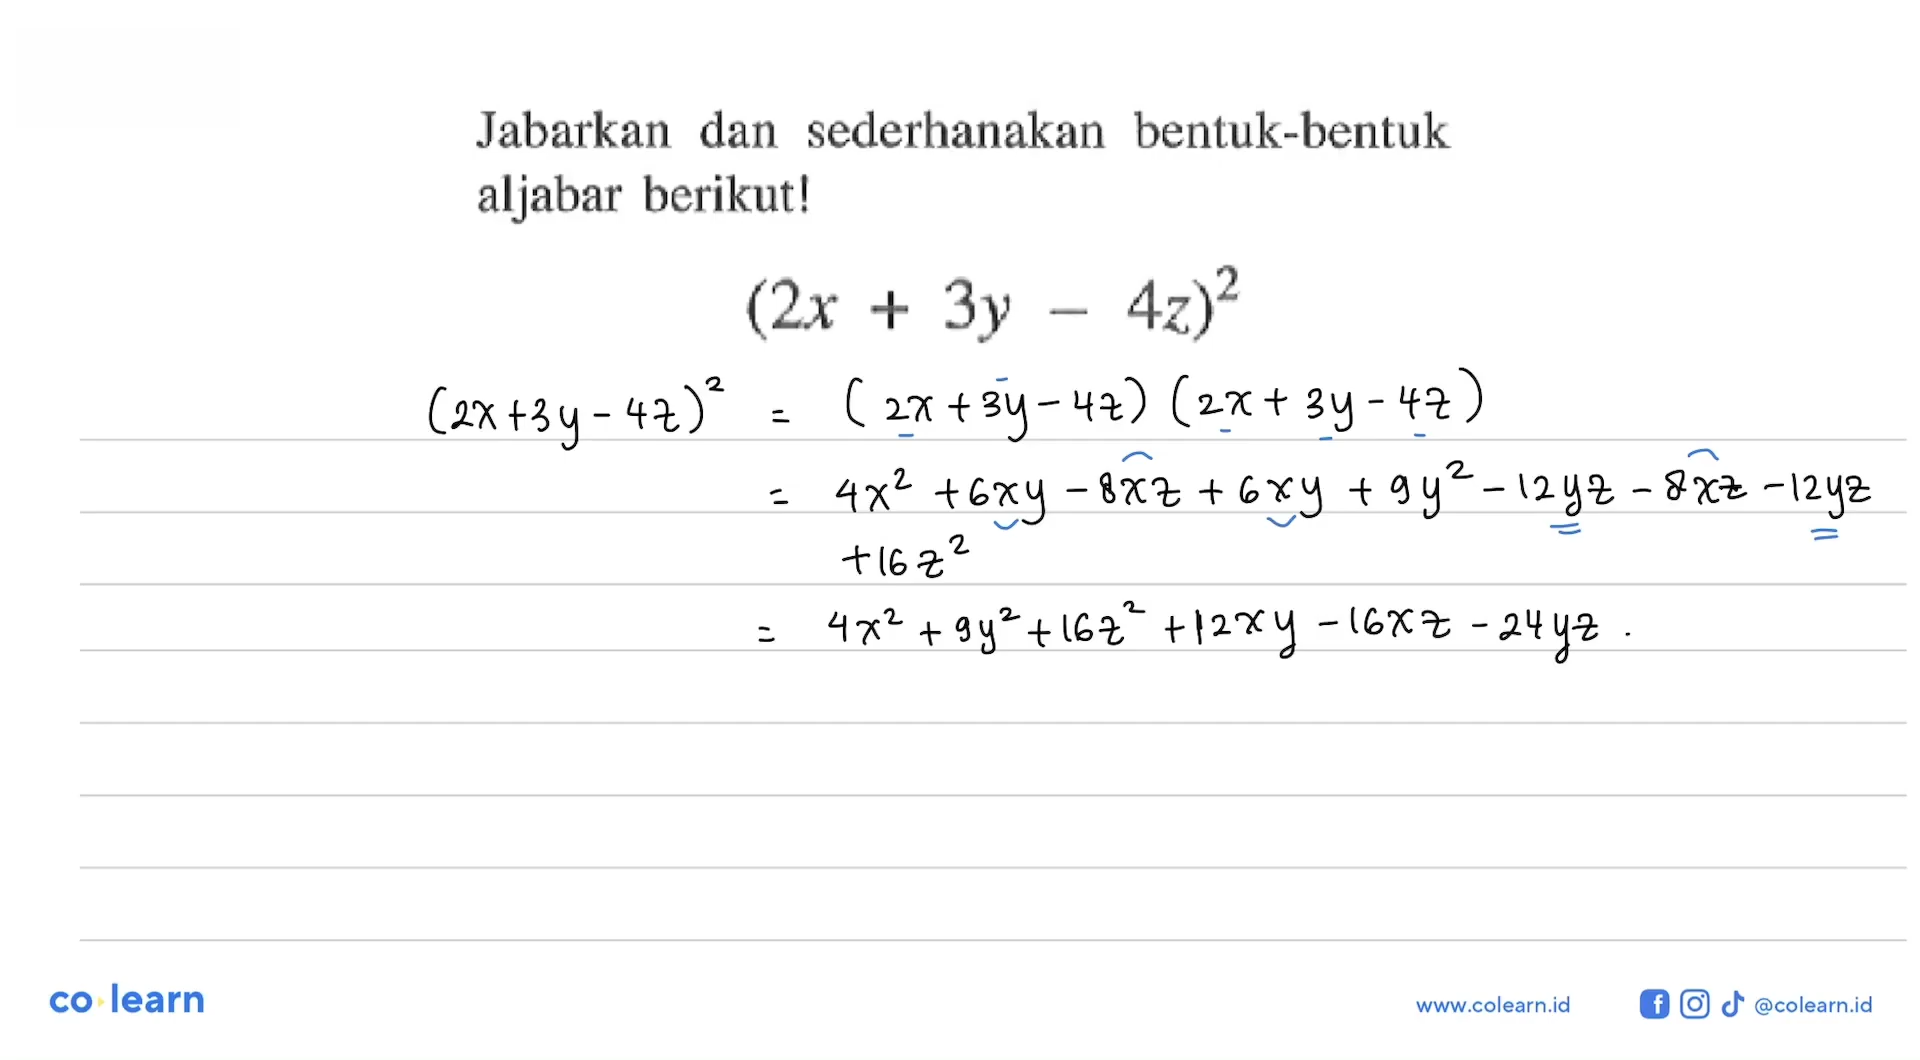 Jabarkan dan sederhanakan bentuk-bentuk
aljabar berikut!
(2x + 3y - 4z)²
(2x+3y-4z)² = (2x+3y-4z)(2x+3y-4z)
= 4x² +6xy -8xz +6xy +9y² -12yz -8xz -12yz
+16z²
= 4x² +9y² +16z² +12xy -16xz -24yz.
co learn
www.colearn.id
@colearn.id